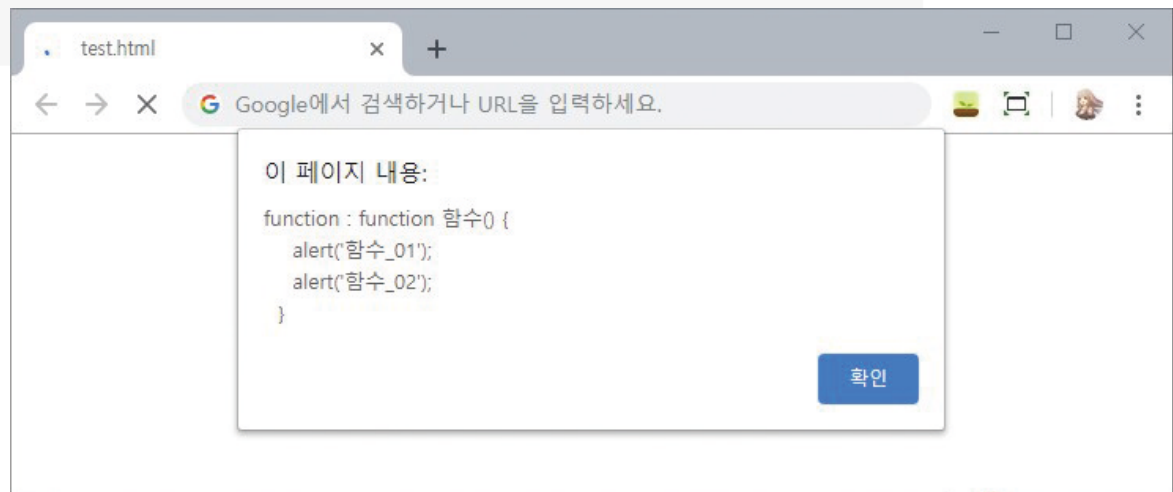 test.html
Google에서 검색하거나 URL을 입력하세요.
이 페이지 내용:
function : function 함수() {
alert('함수_01');
alert('함수_02');
}
확인